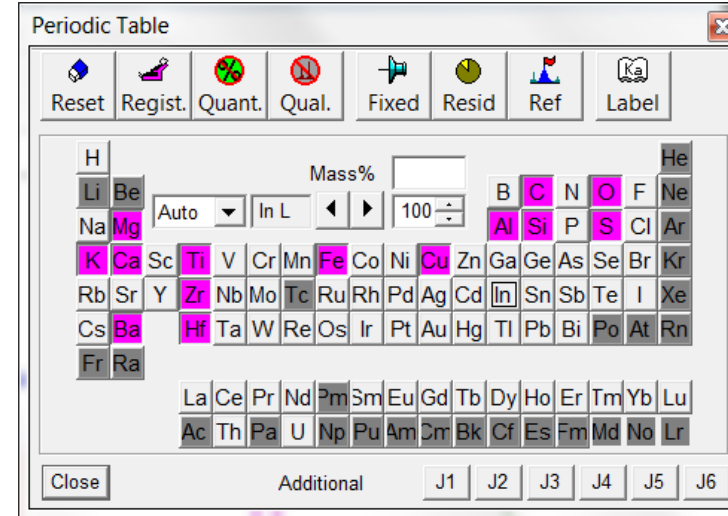 Periodic Table
Reset Regist. Quant. Qual. Fixed Resid Ref Label
Ka
H He
Mass%
Li Be B C N O F Ne
Auto In L 100
Na Mg Al Si P S Cl Ar
K Ca Sc Ti V Cr Mn Fe Co Ni Cu Zn Ga Ge As Se Br Kr
Rb Sr Y Zr Nb Mo Tc Ru Rh Pd Ag Cd In Sn Sb Te I Xe
Cs Ba Hf Ta W Re Os Ir Pt Au Hg Tl Pb Bi Po At Rn
Fr Ra
La Ce Pr Nd Pm Sm Eu Gd Tb Dy Ho Er Tm Yb Lu
Ac Th Pa U Np Pu Am Cm Bk Cf Es Fm Md No Lr
Close Additional J1 J2 J3 J4 J5 J6